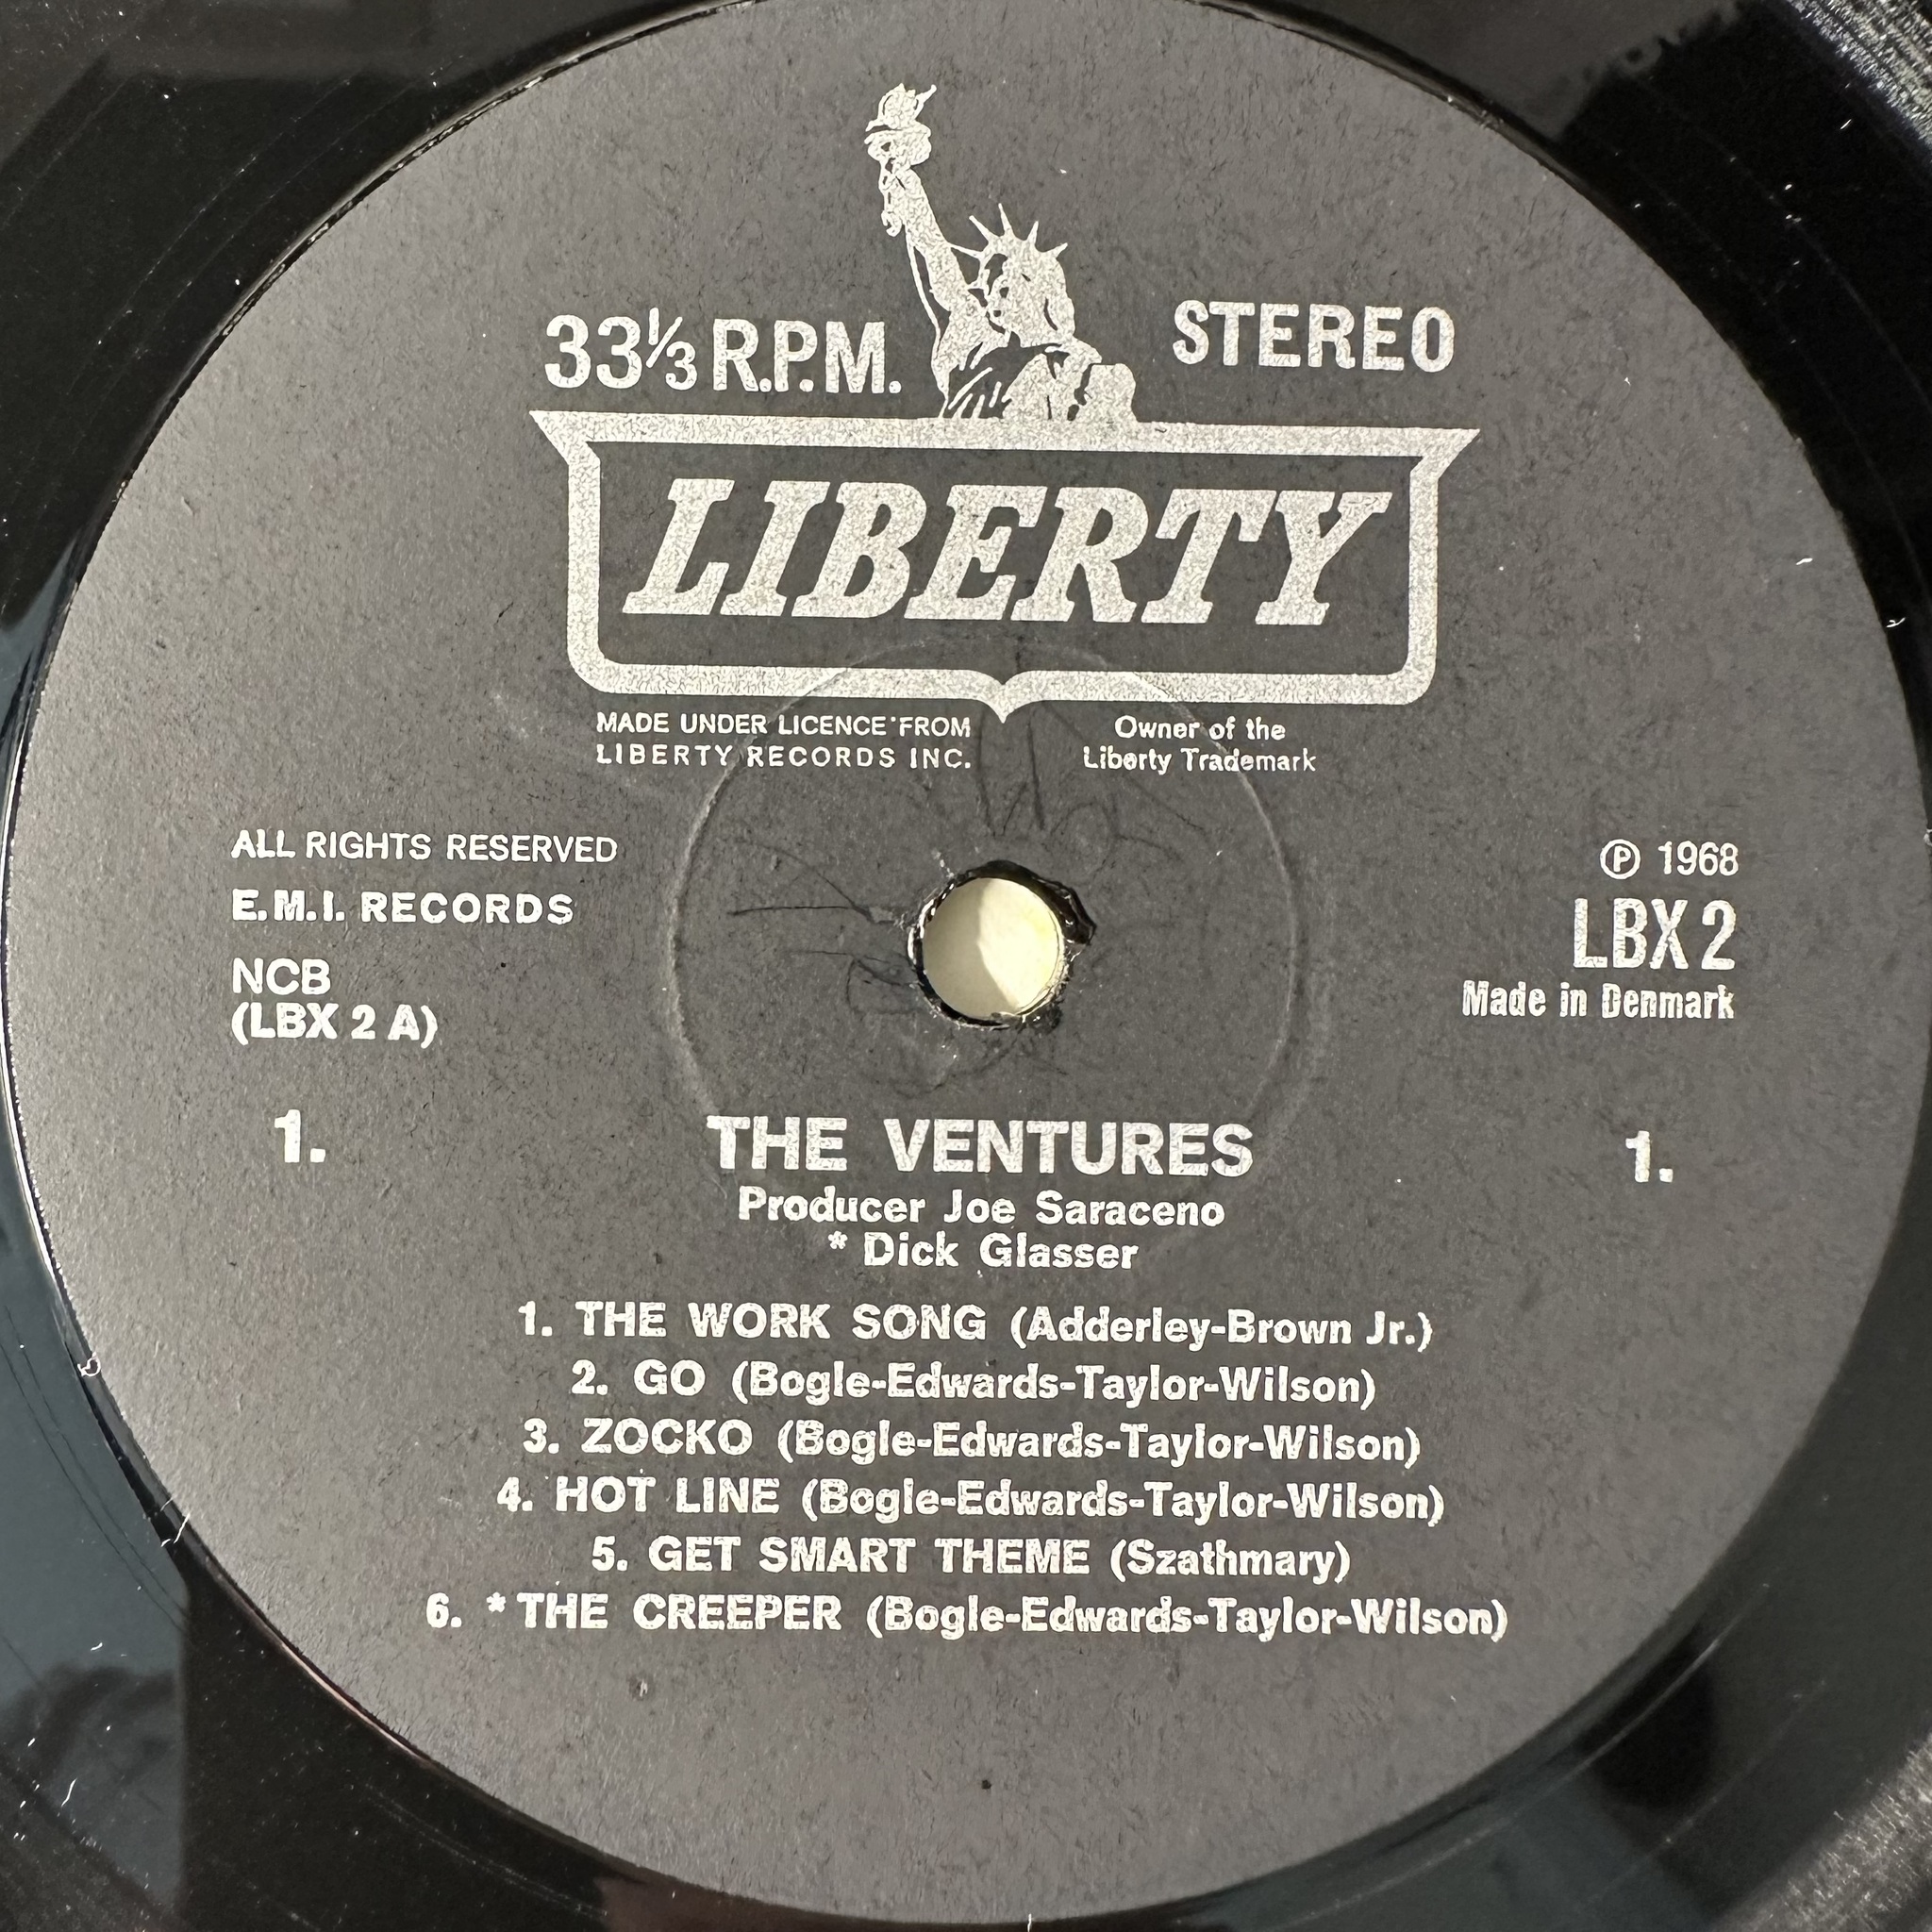 33⅓ R.P.M.
STEREO
LIBERTY
MADE UNDER LICENCE FROM
LIBERTY RECORDS INC.
Owner of the
Liberty Trademark
ALL RIGHTS RESERVED
E.M.I. RECORDS
NCB
(LBX 2 A)
℗ 1968
LBX 2
Made in Denmark
1.
1.
THE VENTURES
Producer Joe Saraceno
* Dick Glasser
1. THE WORK SONG (Adderley-Brown Jr.)
2. GO (Bogle-Edwards-Taylor-Wilson)
3. ZOCKO (Bogle-Edwards-Taylor-Wilson)
4. HOT LINE (Bogle-Edwards-Taylor-Wilson)
5. GET SMART THEME (Szathmary)
6. * THE CREEPER (Bogle-Edwards-Taylor-Wilson)